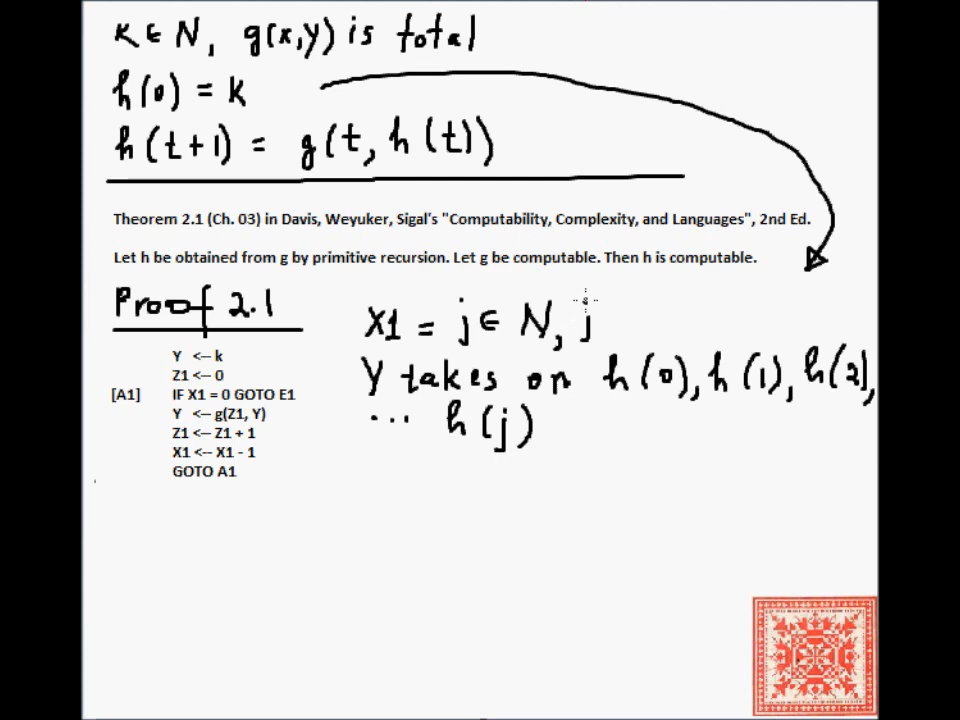 k ∈ N, g(x,y) is total
h(0) = k
h(t+1) = g(t, h(t))
Theorem 2.1 (Ch. 03) in Davis, Weyuker, Sigal's "Computability, Complexity, and Languages", 2nd Ed.
Let h be obtained from g by primitive recursion. Let g be computable. Then h is computable.
Proof 2.1
Y <-- k
Z1 <-- 0
[A1] IF X1 = 0 GOTO E1
Y <-- g(Z1, Y)
Z1 <-- Z1 + 1
X1 <-- X1 - 1
GOTO A1
X1 = j ∈ N, j
Y takes on h(0), h(1), h(2),
... h(j)